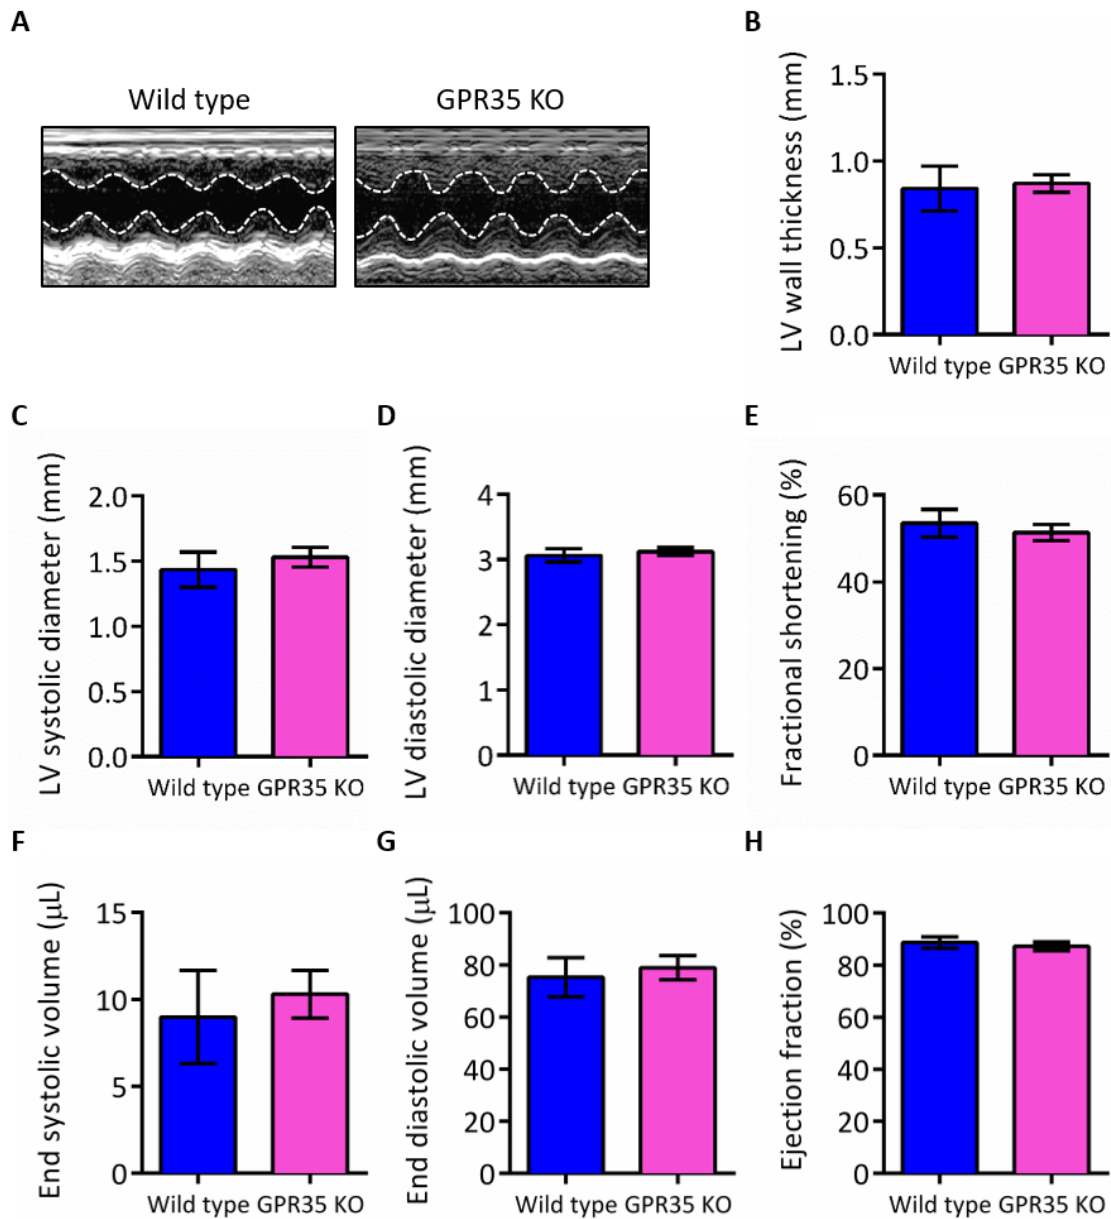 A
Wild type
GPR35 KO
B
LV wall thickness (mm)
1.5
1.0
0.5
0.0
Wild type GPR35 KO
C
LV systolic diameter (mm)
2.0
1.5
1.0
0.5
0.0
Wild type GPR35 KO
D
LV diastolic diameter (mm)
4
3
2
1
0
Wild type GPR35 KO
E
Fractional shortening (%)
60
40
20
0
Wild type GPR35 KO
F
End systolic volume (μL)
15
10
5
0
Wild type GPR35 KO
G
End diastolic volume (μL)
100
80
60
40
20
0
Wild type GPR35 KO
H
Ejection fraction (%)
100
80
60
40
20
0
Wild type GPR35 KO